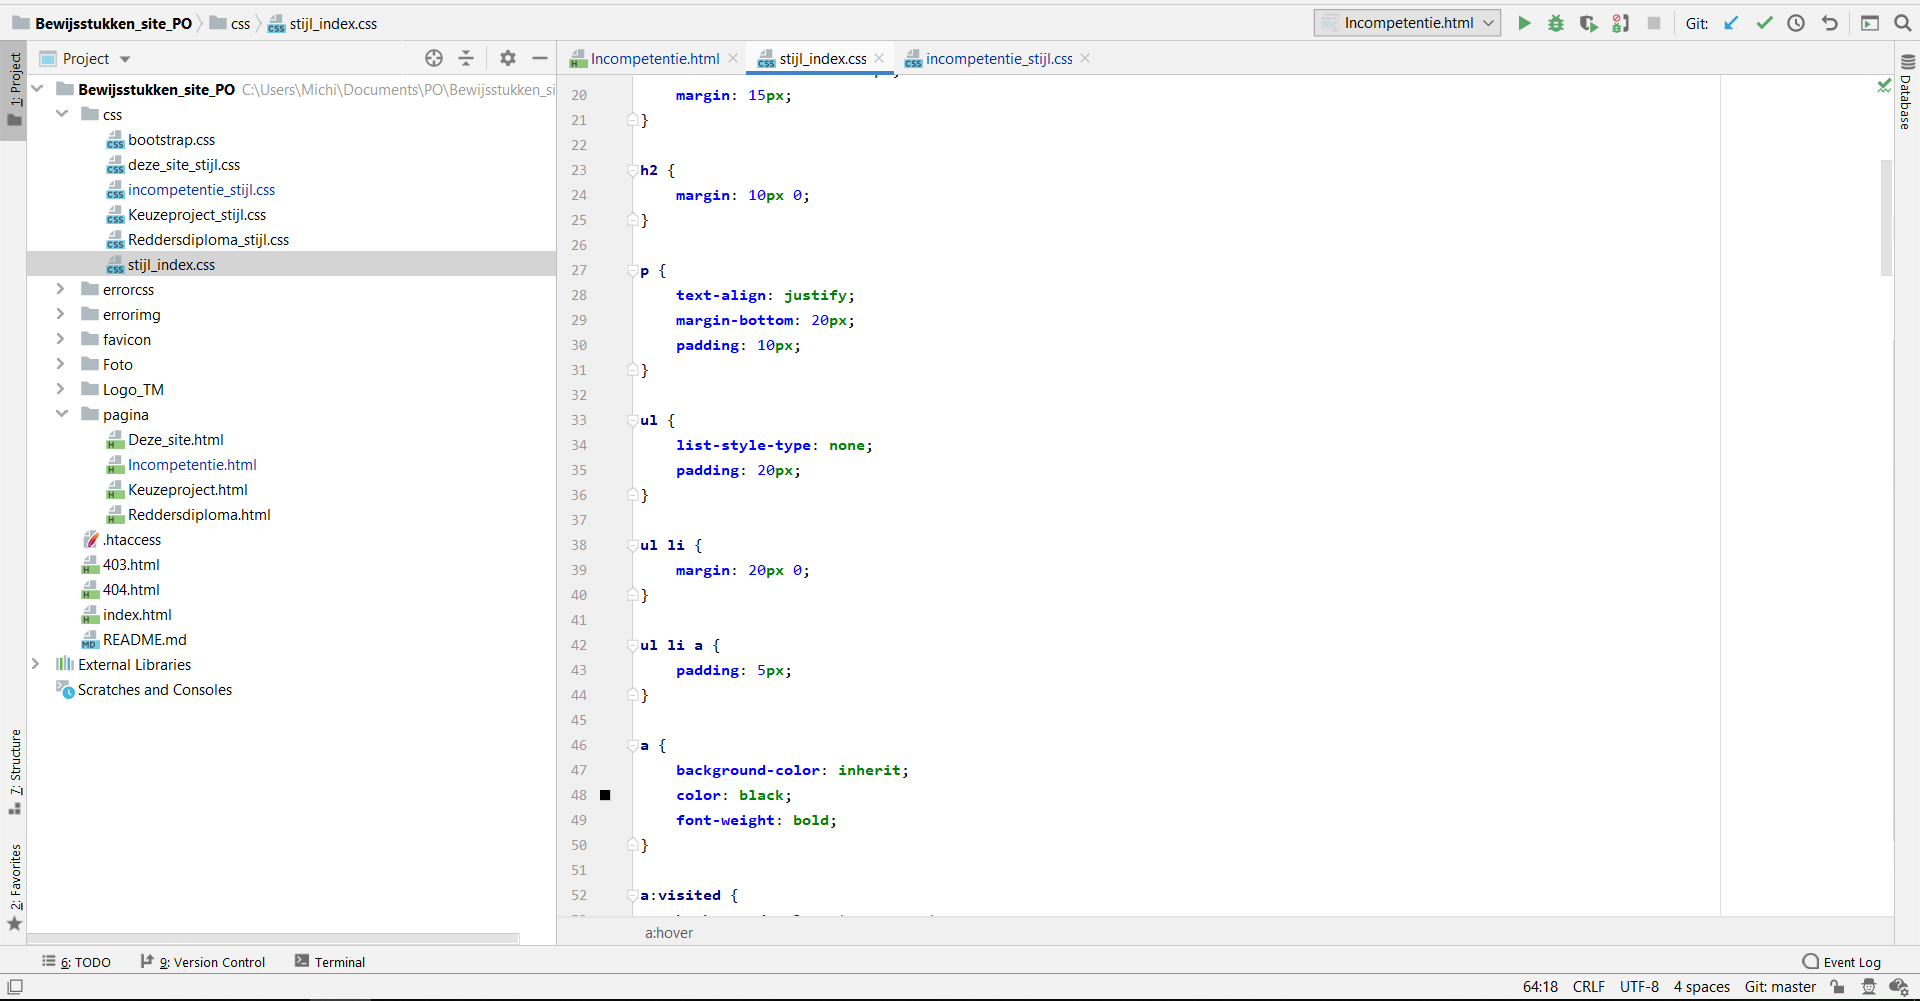 Bewijsstukken_site_PO css stijl_index.css Incompetentie.html Git:
1: Project
Project
Incompetentie.html stijl_index.css incompetentie_stijl.css
Database
Bewijsstukken_site_PO C:\Users\Michi\Documents\PO\Bewijsstukken_si
css
bootstrap.css
deze_site_stijl.css
incompetentie_stijl.css
Keuzeproject_stijl.css
Reddersdiploma_stijl.css
stijl_index.css
errorcss
errorimg
favicon
Foto
Logo_TM
pagina
Deze_site.html
Incompetentie.html
Keuzeproject.html
Reddersdiploma.html
.htaccess
403.html
404.html
index.html
README.md
External Libraries
Scratches and Consoles
7: Structure
2: Favorites
20 margin: 15px;
21 }
22
23 h2 {
24 margin: 10px 0;
25 }
26
27 p {
28 text-align: justify;
29 margin-bottom: 20px;
30 padding: 10px;
31 }
32
33 ul {
34 list-style-type: none;
35 padding: 20px;
36 }
37
38 ul li {
39 margin: 20px 0;
40 }
41
42 ul li a {
43 padding: 5px;
44 }
45
46 a {
47 background-color: inherit;
48 color: black;
49 font-weight: bold;
50 }
51
52 a:visited {
a:hover
6: TODO 9: Version Control Terminal Event Log
64:18 CRLF UTF-8 4 spaces Git: master